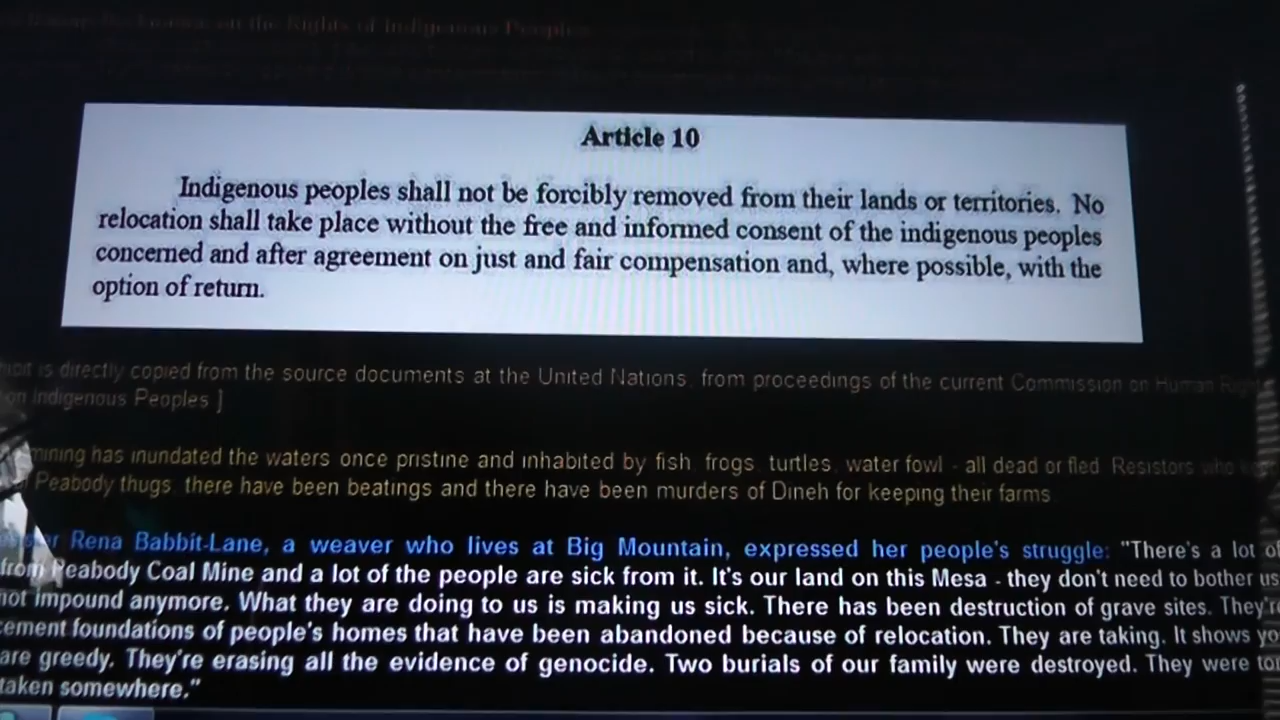 on the Rights of Indigenous Peoples
Article 10
Indigenous peoples shall not be forcibly removed from their lands or territories. No
relocation shall take place without the free and informed consent of the indigenous peoples
concerned and after agreement on just and fair compensation and, where possible, with the
option of return.
is directly copied from the source documents at the United Nations, from proceedings of the current Commission on Human
on Indigenous Peoples ]
mining has inundated the waters once pristine and inhabited by fish, frogs, turtles, water fowl - all dead or fled. Resistors who
Peabody thugs, there have been beatings and there have been murders of Dineh for keeping their farms
Rena Babbit-Lane, a weaver who lives at Big Mountain, expressed her people's struggle: "There's a lot of
from Peabody Coal Mine and a lot of the people are sick from it. It's our land on this Mesa - they don't need to bother us
not impound anymore. What they are doing to us is making us sick. There has been destruction of grave sites. They're
cement foundations of people's homes that have been abandoned because of relocation. They are taking. It shows
are greedy. They're erasing all the evidence of genocide. Two burials of our family were destroyed. They were
taken somewhere."